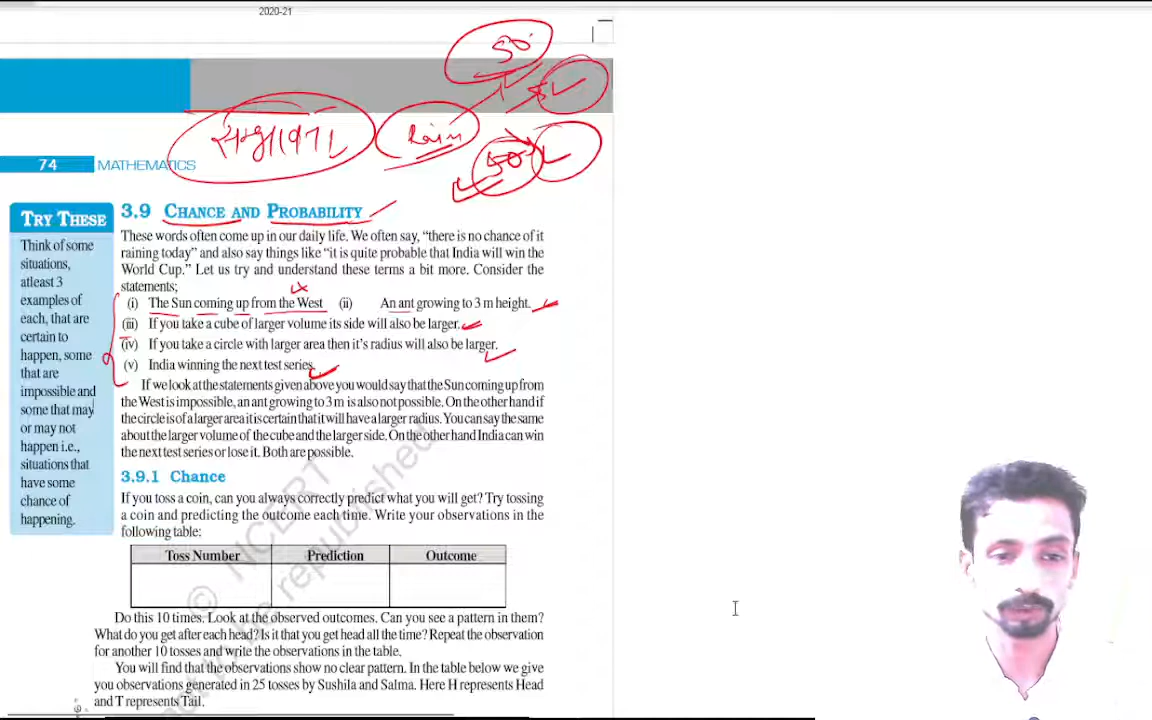 2020-21
50
Rain
50
74 MATHEMATICS
TRY THESE
Think of some
situations,
atleast 3
examples of
each, that are
certain to
happen, some
that are
impossible and
some that may
or may not
happen i.e.,
situations that
have some
chance of
happening.
3.9 CHANCE AND PROBABILITY
These words often come up in our daily life. We often say, “there is no chance of it
raining today” and also say things like “it is quite probable that India will win the
World Cup.” Let us try and understand these terms a bit more. Consider the
statements;
(i) The Sun coming up from the West (ii) An ant growing to 3 m height.
(iii) If you take a cube of larger volume its side will also be larger.
(iv) If you take a circle with larger area then it’s radius will also be larger.
(v) India winning the next test series.
If we look at the statements given above you would say that the Sun coming up from
the West is impossible, an ant growing to 3 m is also not possible. On the other hand if
the circle is of a larger area it is certain that it will have a larger radius. You can say the same
about the larger volume of the cube and the larger side. On the other hand India can win
the next test series or lose it. Both are possible.
3.9.1 Chance
If you toss a coin, can you always correctly predict what you will get? Try tossing
a coin and predicting the outcome each time. Write your observations in the
following table:
Toss Number Prediction Outcome
Do this 10 times. Look at the observed outcomes. Can you see a pattern in them?
What do you get after each head? Is it that you get head all the time? Repeat the observation
for another 10 tosses and write the observations in the table.
You will find that the observations show no clear pattern. In the table below we give
you observations generated in 25 tosses by Sushila and Salma. Here H represents Head
and T represents Tail.
© NCERT
not to be republished